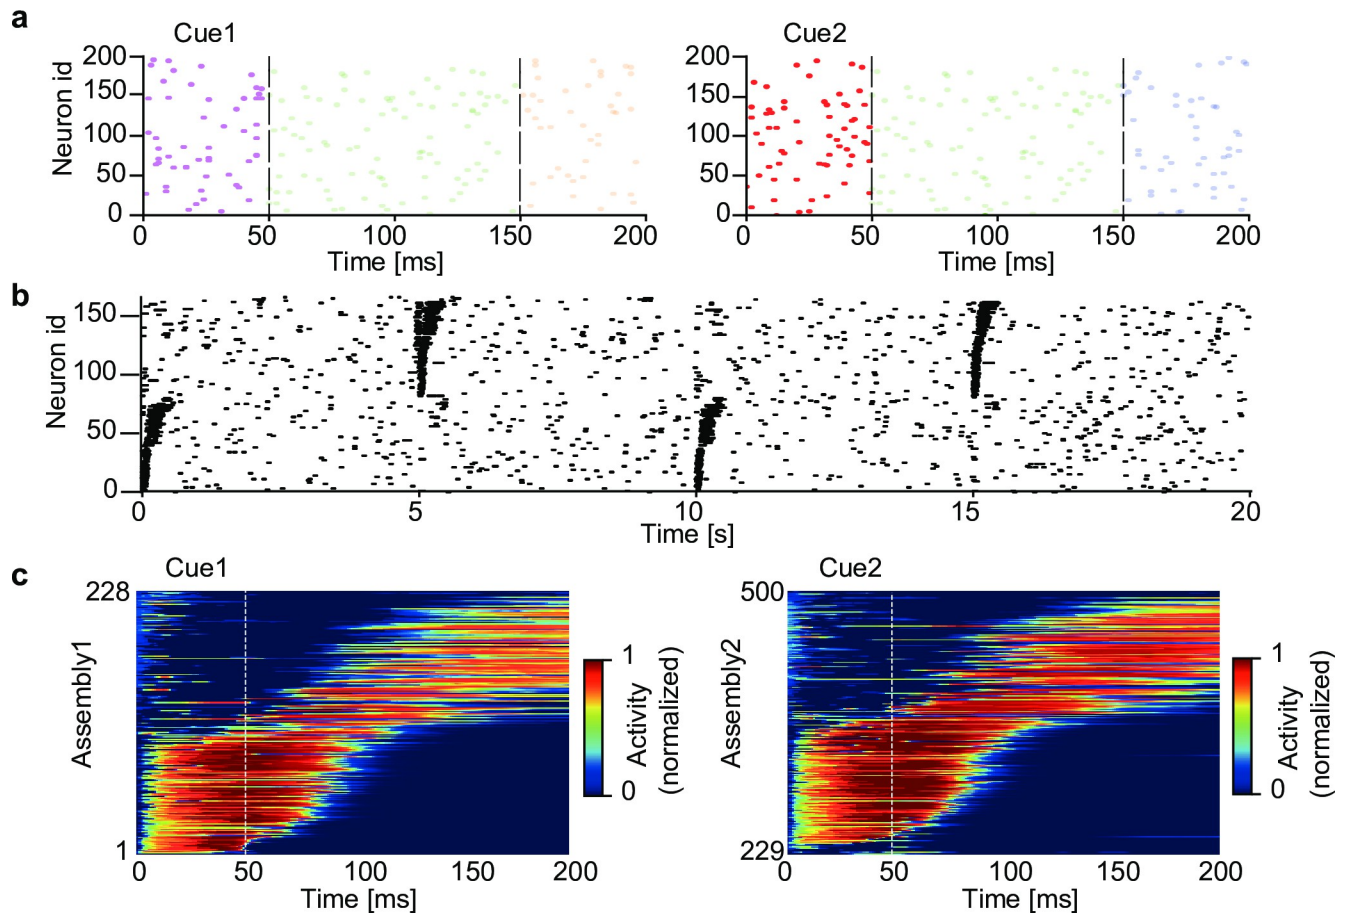 a
Cue1
Cue2
Neuron id
200
150
100
50
0
0 50 100 150 200
Time [ms]
200
150
100
50
0
0 50 100 150 200
Time [ms]
b
Neuron id
150
100
50
0
0 5 10 15 20
Time [s]
c
Cue1
228
Assembly1
1
0 50 100 150 200
Time [ms]
1
0
Activity
(normalized)
Cue2
500
Assembly2
229
0 50 100 150 200
Time [ms]
1
0
Activity
(normalized)